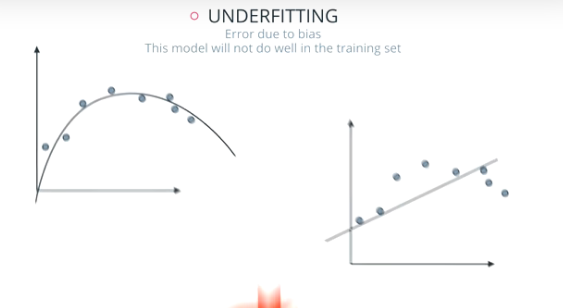 UNDERFITTING
Error due to bias
This model will not do well in the training set